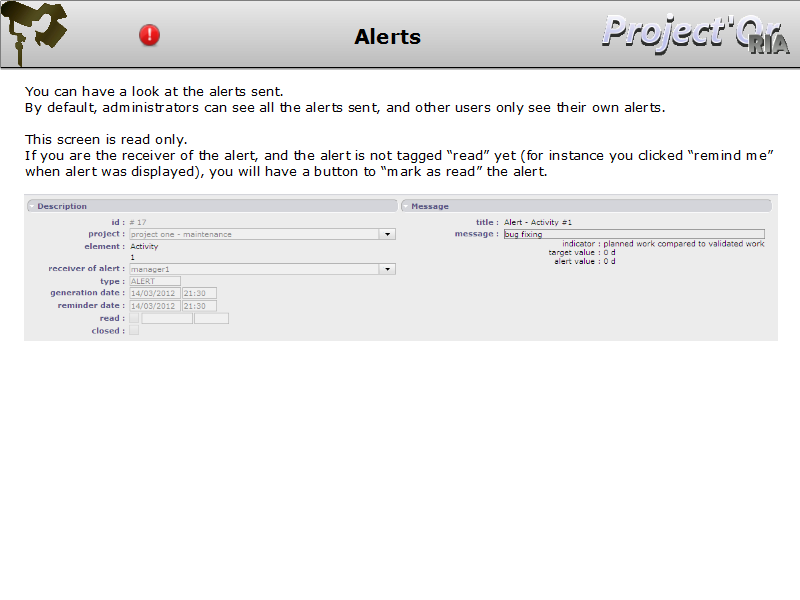 Alerts
Project'Or
RIA
You can have a look at the alerts sent.
By default, administrators can see all the alerts sent, and other users only see their own alerts.
This screen is read only.
If you are the receiver of the alert, and the alert is not tagged “read” yet (for instance you clicked “remind me”
when alert was displayed), you will have a button to “mark as read” the alert.
Description
id : # 17
project : project one - maintenance
element : Activity
1
receiver of alert : manager1
type : ALERT
generation date : 14/03/2012 21:30
reminder date : 14/03/2012 21:30
read :
closed :
Message
title : Alert - Activity #1
message : bug fixing
indicator : planned work compared to validated work
target value : 0 d
alert value : 0 d